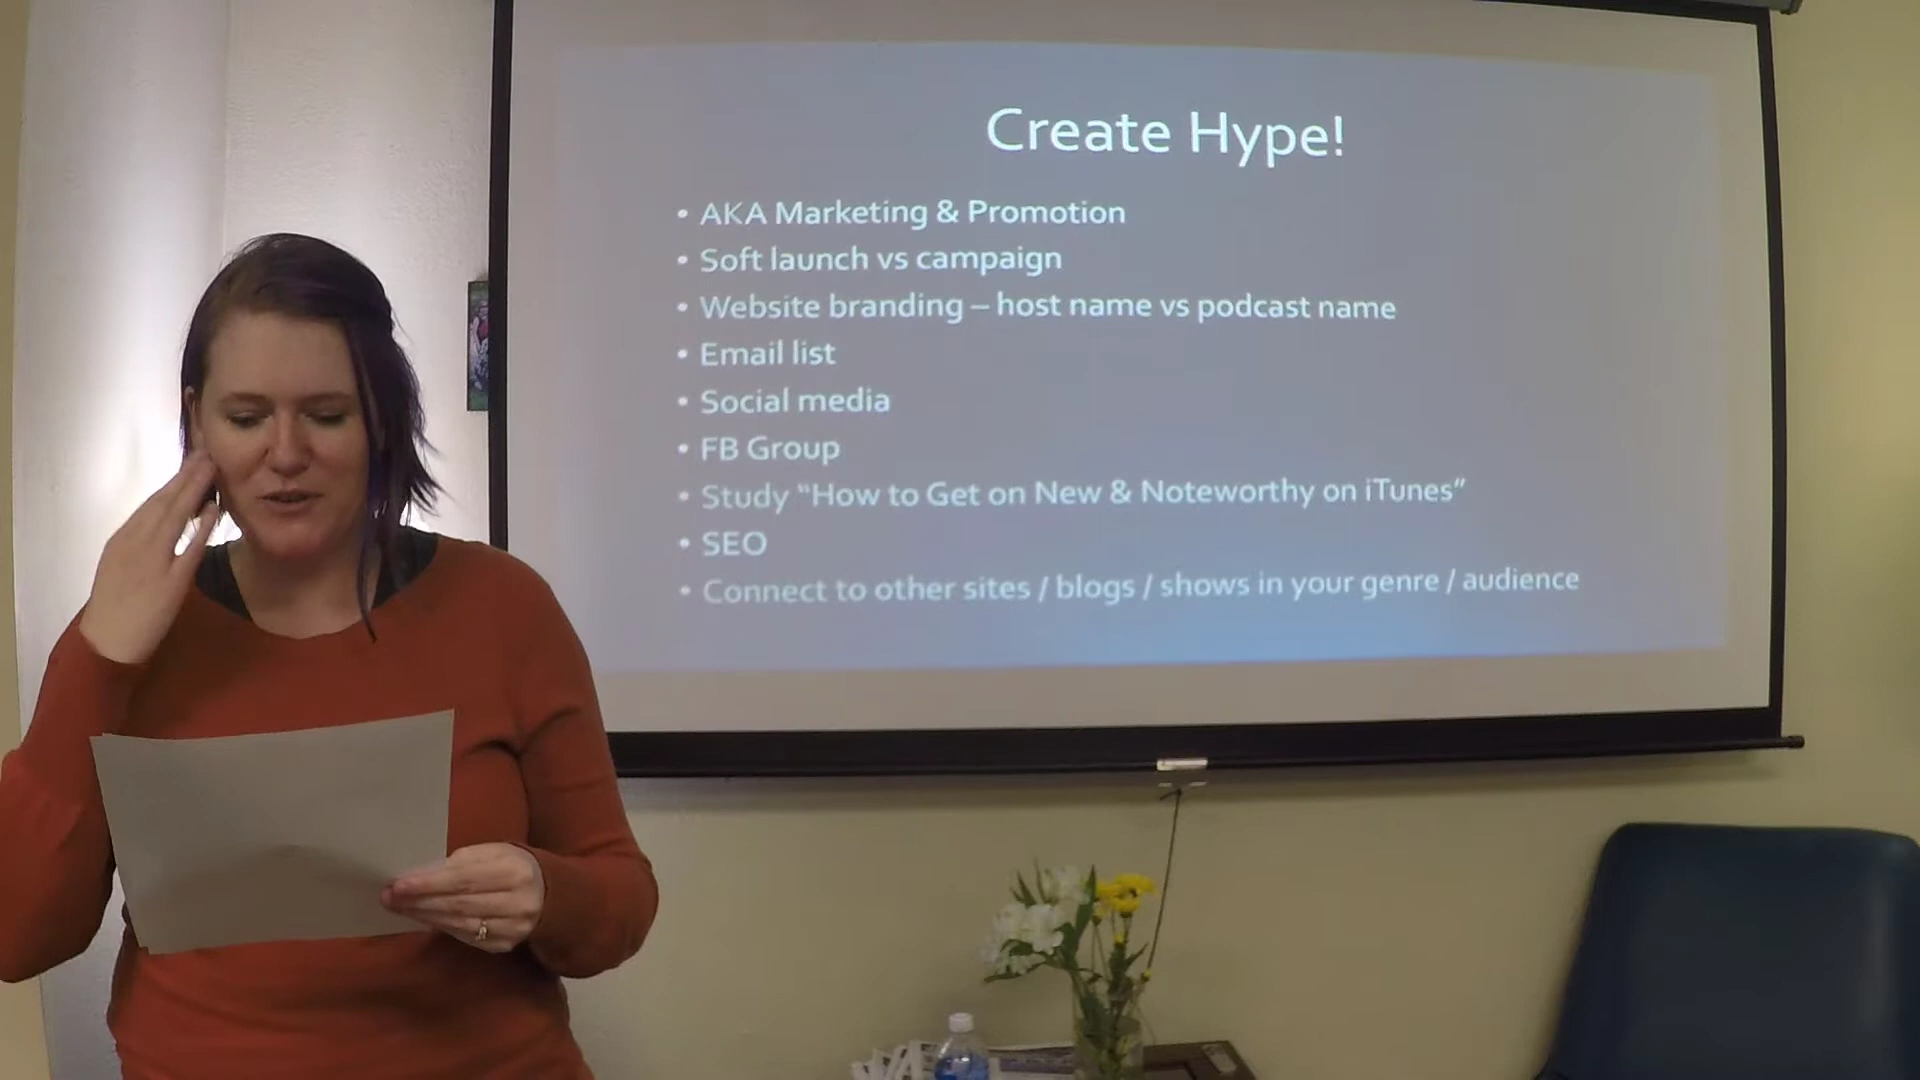 Create Hype!
• AKA Marketing & Promotion
• Soft launch vs campaign
• Website branding – host name vs podcast name
• Email list
• Social media
• FB Group
• Study “How to Get on New & Noteworthy on iTunes”
• SEO
• Connect to other sites / blogs / shows in your genre / audience